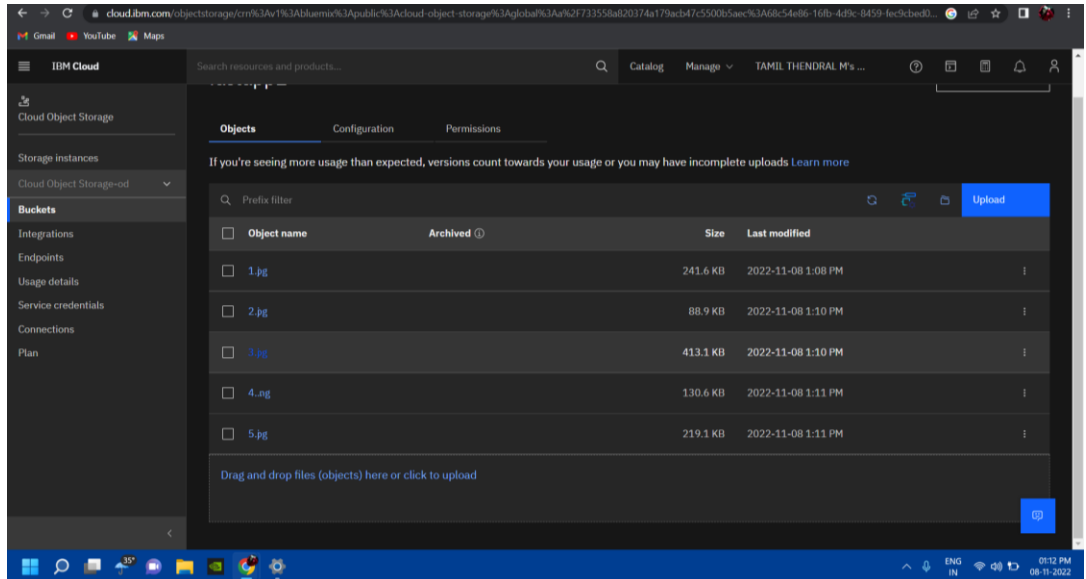 cloud.ibm.com/objectstorage/crn%3Av1%3Abluemix%3Apublic%3Acloud-object-storage%3Aglobal%3Aa%2F733558a820374a179acb47c5500b5aec%3A68c54e86-16fb-4d9c-8459-fec9cbed0...
Gmail YouTube Maps
IBM Cloud
Search resources and products...
Catalog Manage TAMIL THENDRAL M's ...
Cloud Object Storage
Storage instances
Cloud Object Storage-od
Buckets
Integrations
Endpoints
Usage details
Service credentials
Connections
Plan
Objects Configuration Permissions
If you're seeing more usage than expected, versions count towards your usage or you may have incomplete uploads Learn more
Prefix filter
Upload
Object name Archived Size Last modified
1.jpg 241.6 KB 2022-11-08 1:08 PM
2.jpg 88.9 KB 2022-11-08 1:10 PM
3.jpg 413.1 KB 2022-11-08 1:10 PM
4..ng 130.6 KB 2022-11-08 1:11 PM
5.jpg 219.1 KB 2022-11-08 1:11 PM
Drag and drop files (objects) here or click to upload
35°
ENG
IN
01:12 PM
08-11-2022